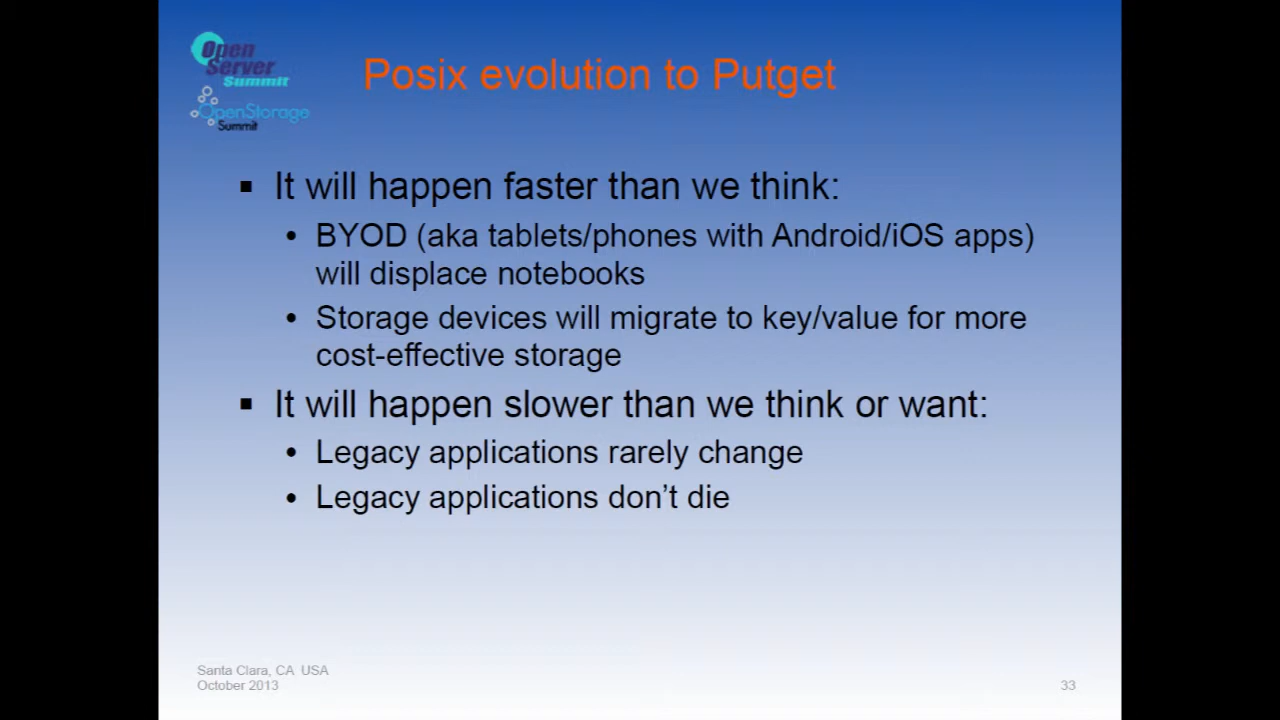 Open
Server
Summit
OpenStorage
Summit
Posix evolution to Putget
▪ It will happen faster than we think:
• BYOD (aka tablets/phones with Android/iOS apps)
will displace notebooks
• Storage devices will migrate to key/value for more
cost-effective storage
▪ It will happen slower than we think or want:
• Legacy applications rarely change
• Legacy applications don’t die
Santa Clara, CA USA
October 2013
33